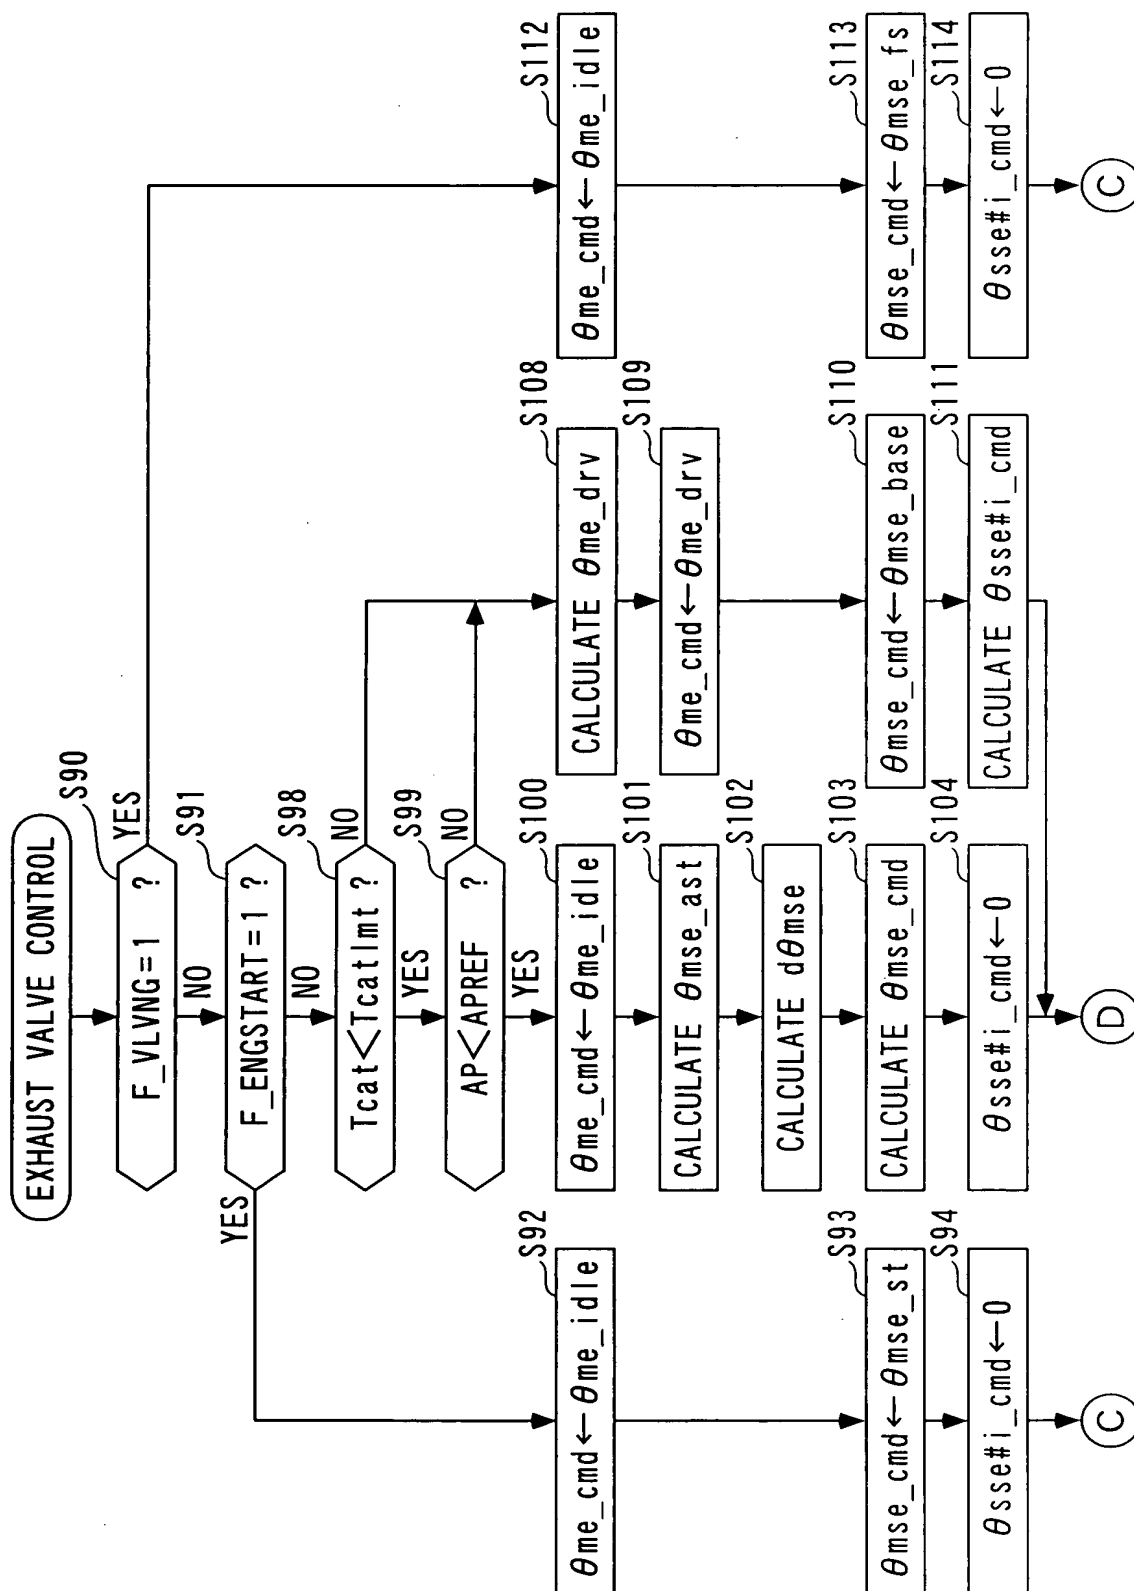 EXHAUST VALVE CONTROL
S90
F_VLVNG=1 ?
YES
NO
S91
F_ENGSTART=1 ?
YES
NO
S98
Tcat<Tcatlmt ?
NO
YES
S99
AP<APREF ?
NO
YES
S92
θme_cmd←θme_idle
S93
θmse_cmd←θmse_st
S94
θsse#i_cmd←0
C
S100
θme_cmd←θme_idle
S101
CALCULATE θmse_ast
S102
CALCULATE dθmse
S103
CALCULATE θmse_cmd
S104
θsse#i_cmd←0
D
S108
CALCULATE θme_drv
S109
θme_cmd←θme_drv
S110
θmse_cmd←θmse_base
S111
CALCULATE θsse#i_cmd
S112
θme_cmd←θme_idle
S113
θmse_cmd←θmse_fs
S114
θsse#i_cmd←0
C